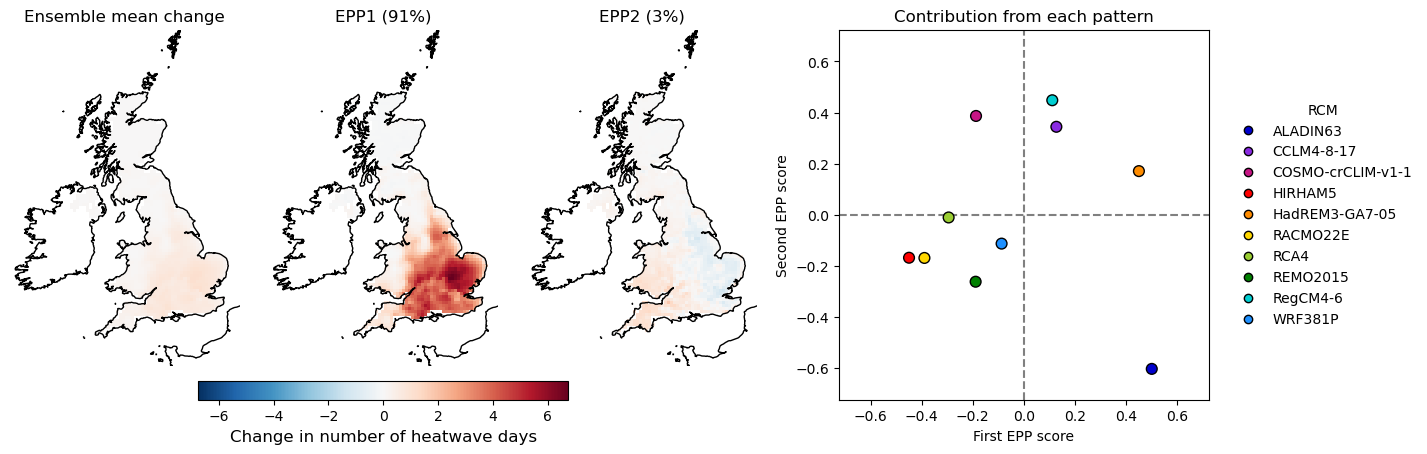 Ensemble mean change
EPP1 (91%)
EPP2 (3%)
−6 −4 −2 0 2 4 6
Change in number of heatwave days
Contribution from each pattern
Second EPP score
0.6
0.4
0.2
0.0
−0.2
−0.4
−0.6
−0.6 −0.4 −0.2 0.0 0.2 0.4 0.6
First EPP score
RCM
ALADIN63
CCLM4-8-17
COSMO-crCLIM-v1-1
HIRHAM5
HadREM3-GA7-05
RACMO22E
RCA4
REMO2015
RegCM4-6
WRF381P